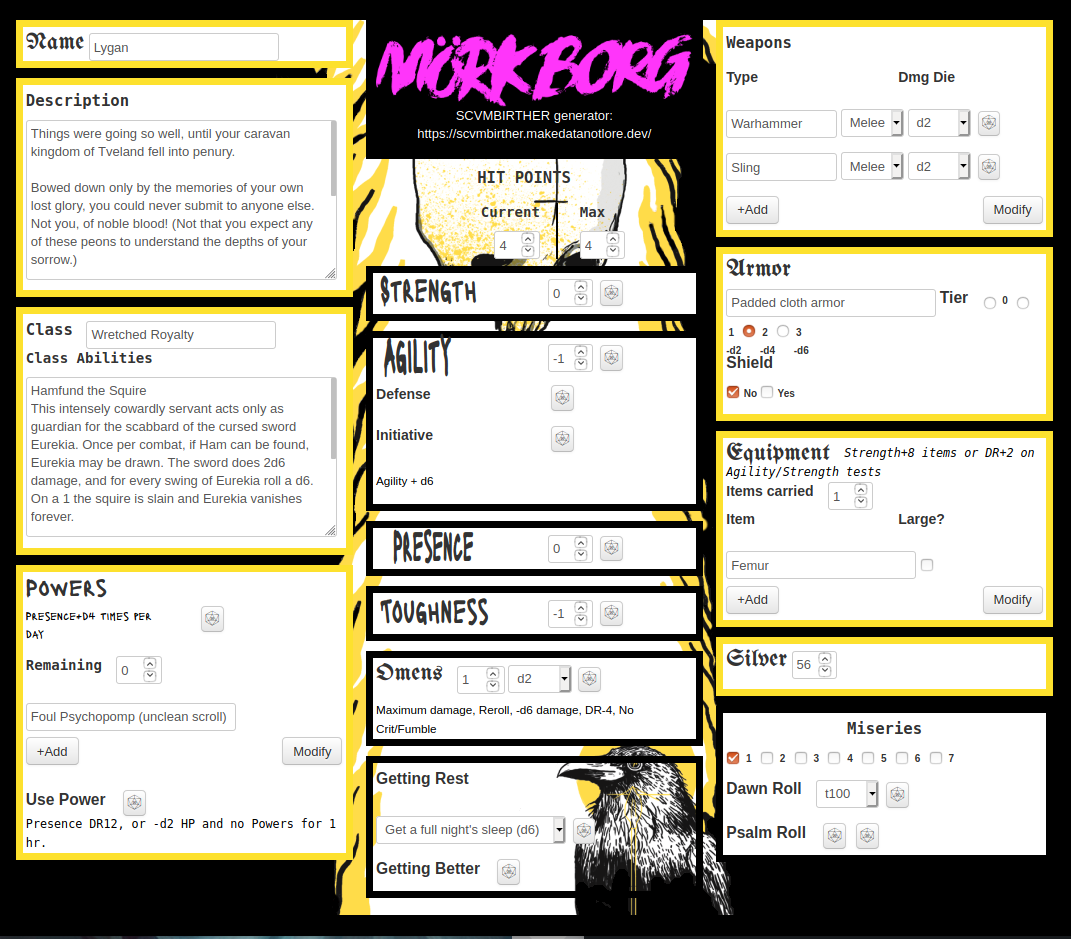 Name Lygan
Description
Things were going so well, until your caravan
kingdom of Tveland fell into penury.
Bowed down only by the memories of your own
lost glory, you could never submit to anyone else.
Not you, of noble blood! (Not that you expect any
of these peons to understand the depths of your
sorrow.)
Class Wretched Royalty
Class Abilities
Hamfund the Squire
This intensely cowardly servant acts only as
guardian for the scabbard of the cursed sword
Eurekia. Once per combat, if Ham can be found,
Eurekia may be drawn. The sword does 2d6
damage, and for every swing of Eurekia roll a d6.
On a 1 the squire is slain and Eurekia vanishes
forever.
POWERS
PRESENCE+D4 TIMES PER
DAY
Remaining 0
Foul Psychopomp (unclean scroll)
+Add Modify
Use Power
Presence DR12, or -d2 HP and no Powers for 1
hr.
MÖRK BORG
SCVMBIRTHER generator:
https://scvmbirther.makedatanotlore.dev/
HIT POINTS
Current Max
4 4
STRENGTH 0
AGILITY -1
Defense
Initiative
Agility + d6
PRESENCE 0
TOUGHNESS -1
Omens 1 d2
Maximum damage, Reroll, -d6 damage, DR-4, No
Crit/Fumble
Getting Rest
Get a full night's sleep (d6)
Getting Better
Weapons
Type Dmg Die
Warhammer Melee d2
Sling Melee d2
+Add Modify
Armor
Padded cloth armor Tier 0
1 2 3
-d2 -d4 -d6
Shield
No Yes
Equipment Strength+8 items or DR+2 on
Agility/Strength tests
Items carried 1
Item Large?
Femur
+Add Modify
Silver 56
Miseries
1 2 3 4 5 6 7
Dawn Roll t100
Psalm Roll